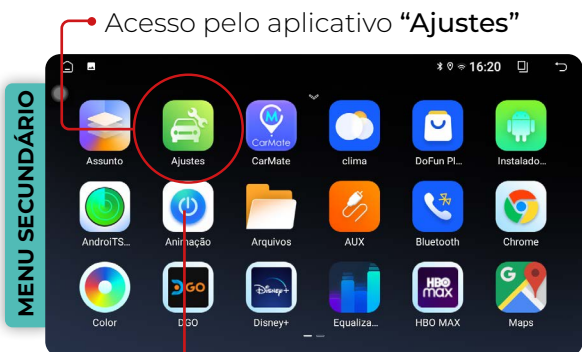 Acesso pelo aplicativo “Ajustes”
MENU SECUNDÁRIO
16:20
CarMate
Assunto Ajustes CarMate clima DoFun Pl... Instalado...
AndroiTS... Animação Arquivos AUX Bluetooth Chrome
DGO Disney+ HBO max G
Color DGO Disney+ Equaliza... HBO MAX Maps